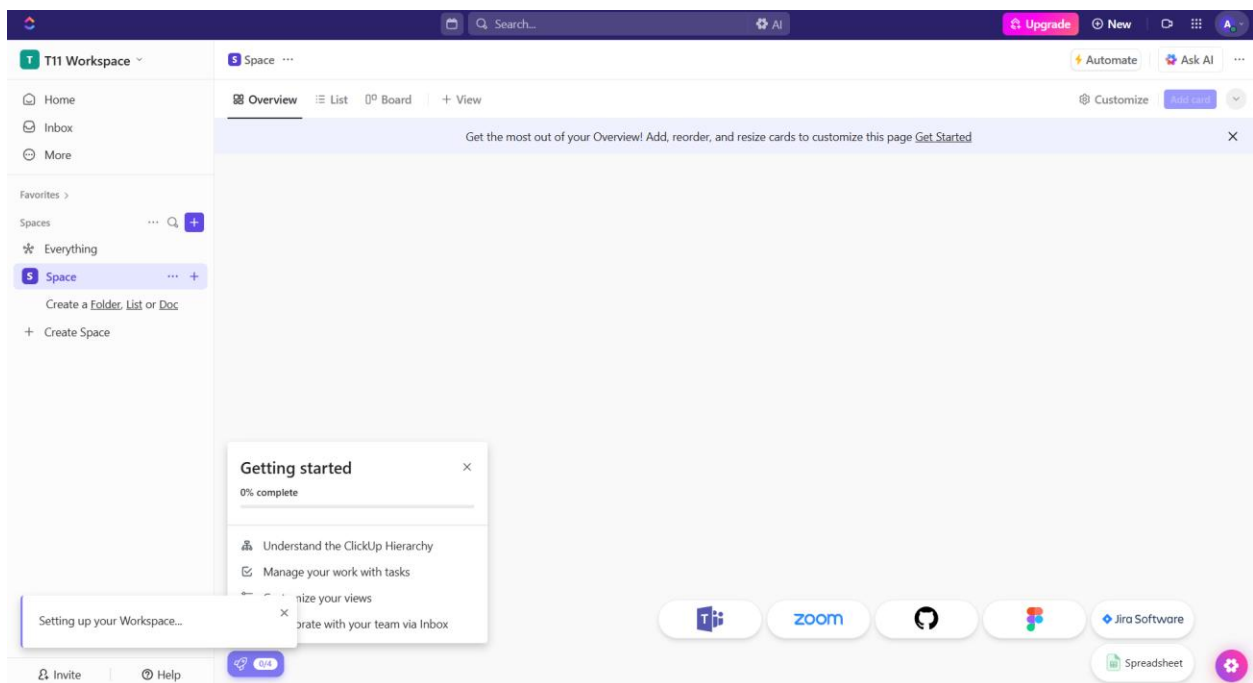 Search...
AI
Upgrade
New
A
T T11 Workspace
S Space ...
Automate
Ask AI
...
Home
Inbox
More
Overview
List
Board
+ View
Customize
Add card
Get the most out of your Overview! Add, reorder, and resize cards to customize this page Get Started
Favorites >
Spaces ... +
Everything
S Space ... +
Create a Folder, List or Doc
+ Create Space
Getting started
0% complete
Understand the ClickUp Hierarchy
Manage your work with tasks
your views
with your team via Inbox
Setting up your Workspace...
0/4
Invite
Help
zoom
Jira Software
Spreadsheet